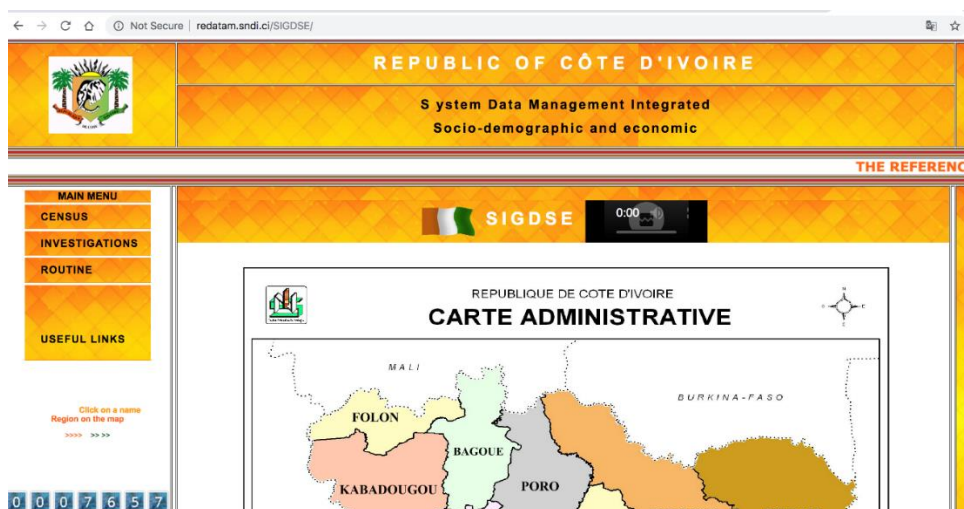 Not Secure | redatam.sndi.ci/SIGDSE/
REPUBLIC OF CÔTE D'IVOIRE
S ystem Data Management Integrated
Socio-demographic and economic
THE REFERENC
MAIN MENU
CENSUS
INVESTIGATIONS
ROUTINE
USEFUL LINKS
Click on a name
Region on the map
>>>> >> >>
0 0 0 7 6 5 7
SIGDSE
0:00
REPUBLIQUE DE COTE D'IVOIRE
CARTE ADMINISTRATIVE
MALI
BURKINA-FASO
FOLON
BAGOUE
KABADOUGOU
PORO